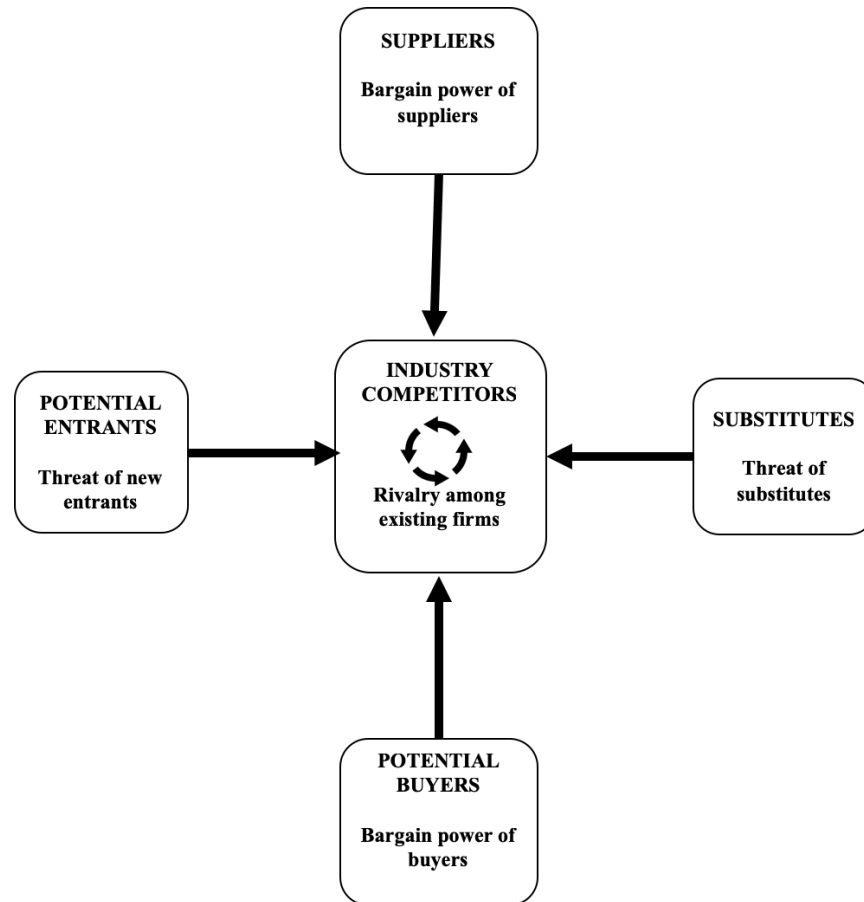 SUPPLIERS
Bargain power of
suppliers
INDUSTRY
COMPETITORS
Rivalry among
existing firms
POTENTIAL
ENTRANTS
Threat of new
entrants
SUBSTITUTES
Threat of
substitutes
POTENTIAL
BUYERS
Bargain power of
buyers